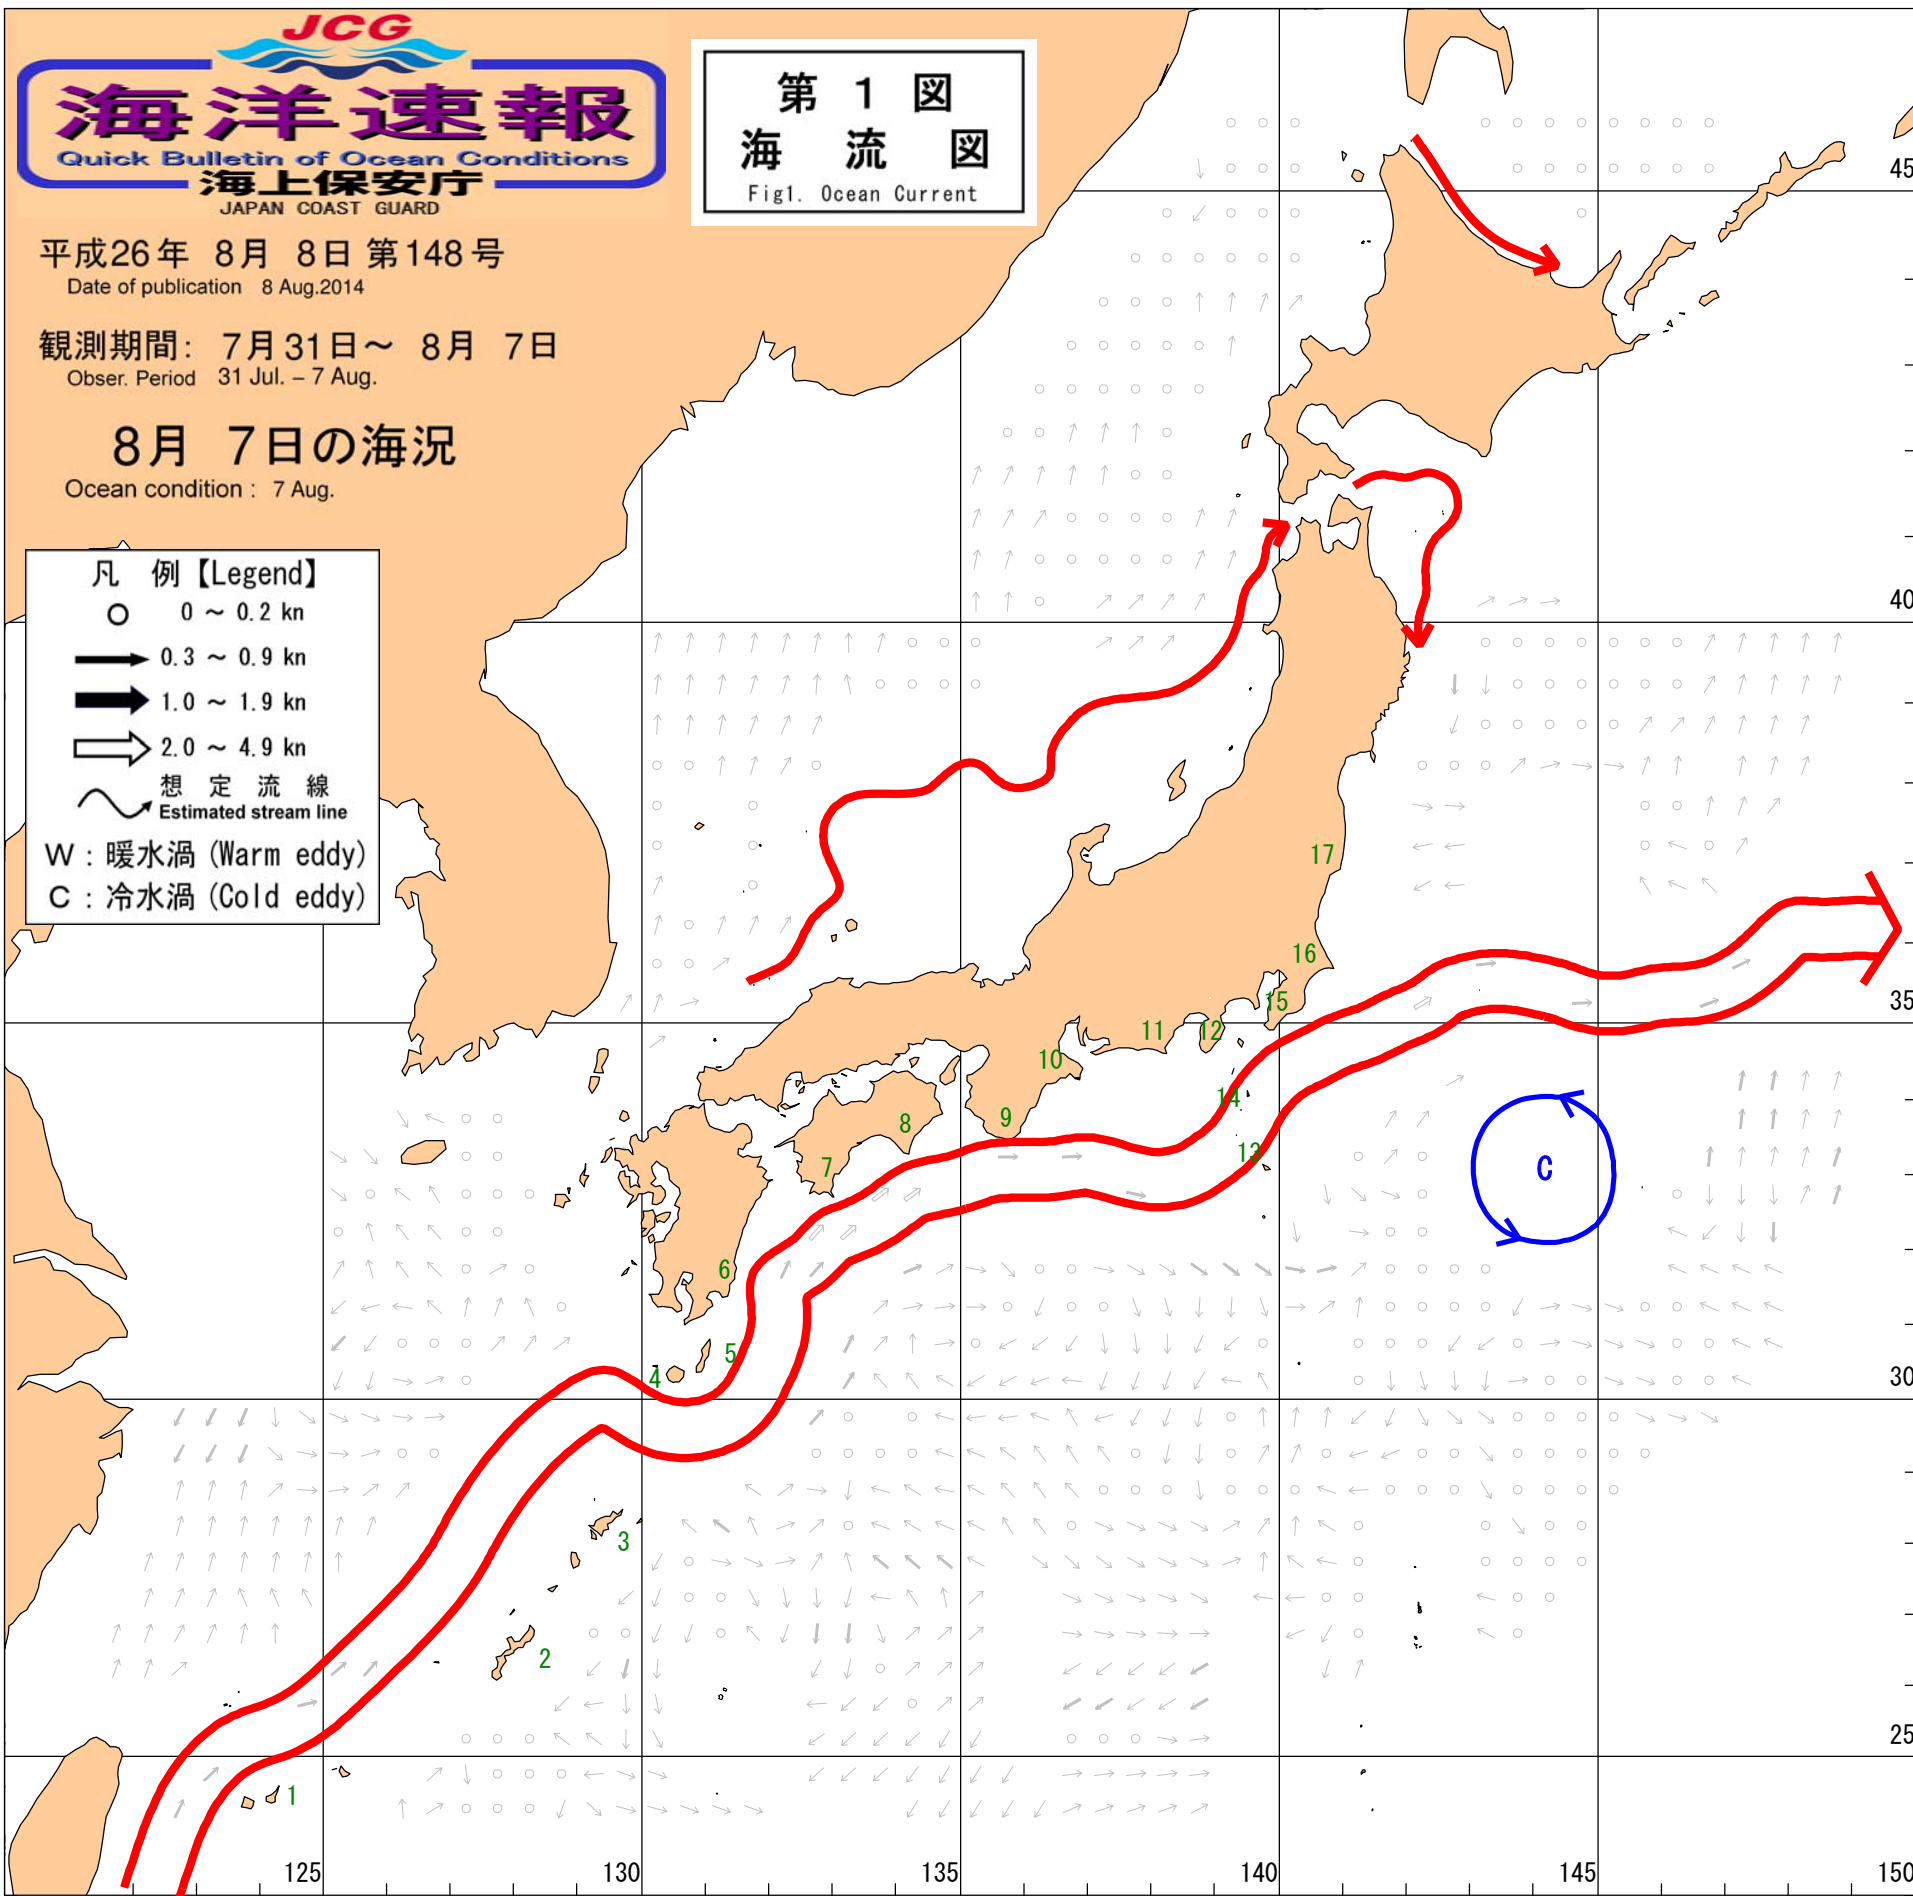 JCG
海洋速報
Quick Bulletin of Ocean Conditions
海上保安庁
JAPAN COAST GUARD
第 1 図
海 流 図
Fig1. Ocean Current
平成26年 8月 8日 第148号
Date of publication 8 Aug.2014
観測期間: 7月31日～ 8月 7日
Obser. Period 31 Jul. – 7 Aug.
8月 7日の海況
Ocean condition : 7 Aug.
凡 例【Legend】
0 ～ 0.2 kn
0.3 ～ 0.9 kn
1.0 ～ 1.9 kn
2.0 ～ 4.9 kn
想 定 流 線
Estimated stream line
W : 暖水渦 (Warm eddy)
C : 冷水渦 (Cold eddy)
45
40
35
30
25
17
16
15
14
13
12
11
10
9
8
7
6
5
4
3
2
1
C
125
130
135
140
145
150